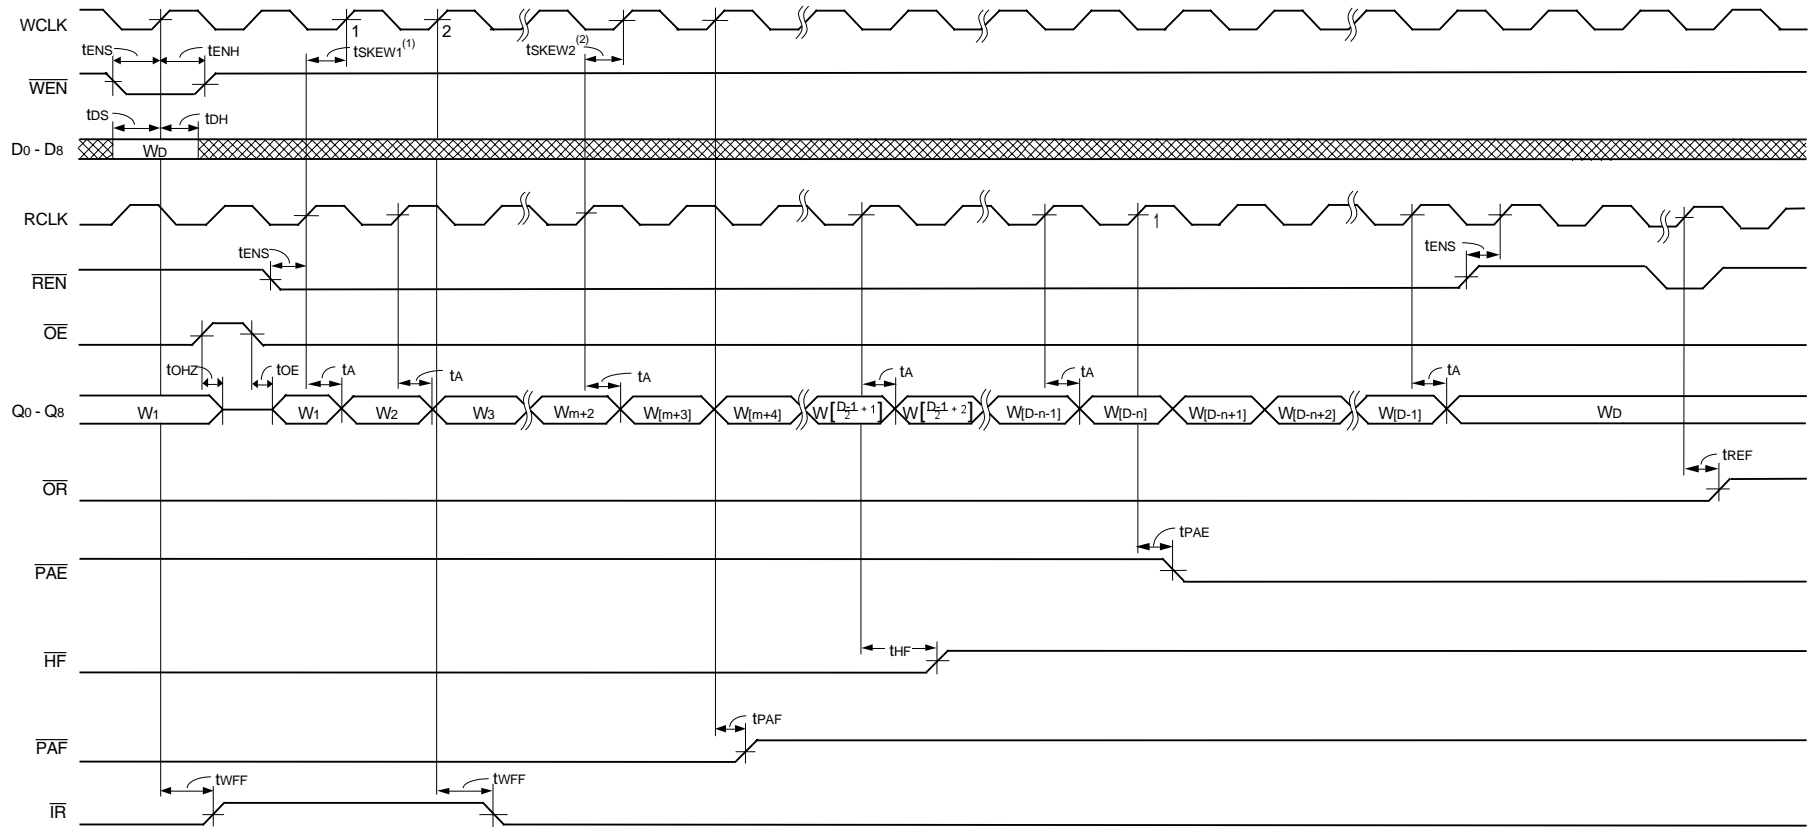 WCLK
1
2
tENS
tENH
tSKEW1(1)
tSKEW2(2)
WEN
tDS
tDH
D0 - D8
WD
RCLK
1
tENS
tENS
REN
OE
tOHZ
tOE
tA
tA
tA
tA
tA
tA
Q0 - Q8
W1
W1
W2
W3
Wm+2
W[m+3]
W[m+4]
W[D-1/2 + 1]
W[D-1/2 + 2]
W[D-n-1]
W[D-n]
W[D-n+1]
W[D-n+2]
W[D-1]
WD
tREF
OR
tPAE
PAE
HF
tHF
tPAF
PAF
tWFF
tWFF
IR